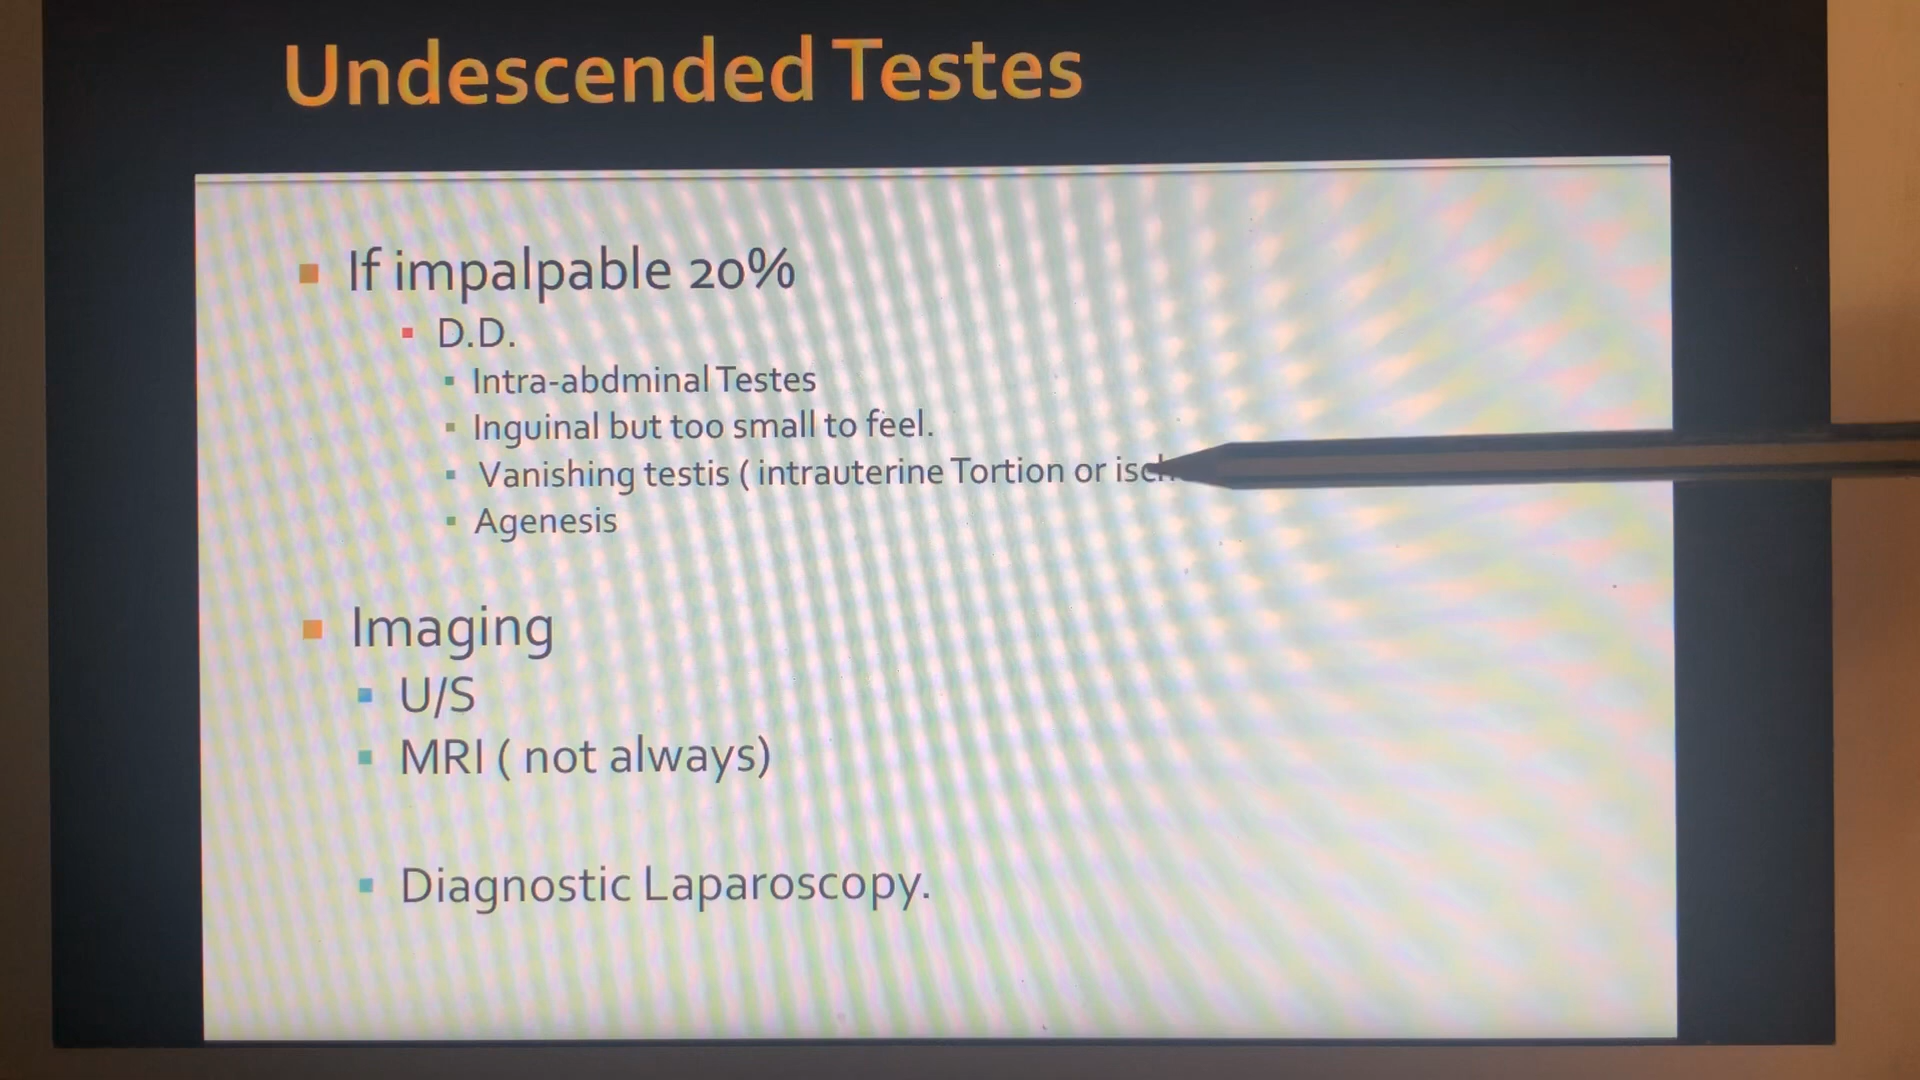 Undescended Testes
If impalpable 20%
D.D.
Intra-abdminal Testes
Inguinal but too small to feel.
Vanishing testis ( intrauterine Tortion or
Agenesis
Imaging
U/S
MRI ( not always)
Diagnostic Laparoscopy.